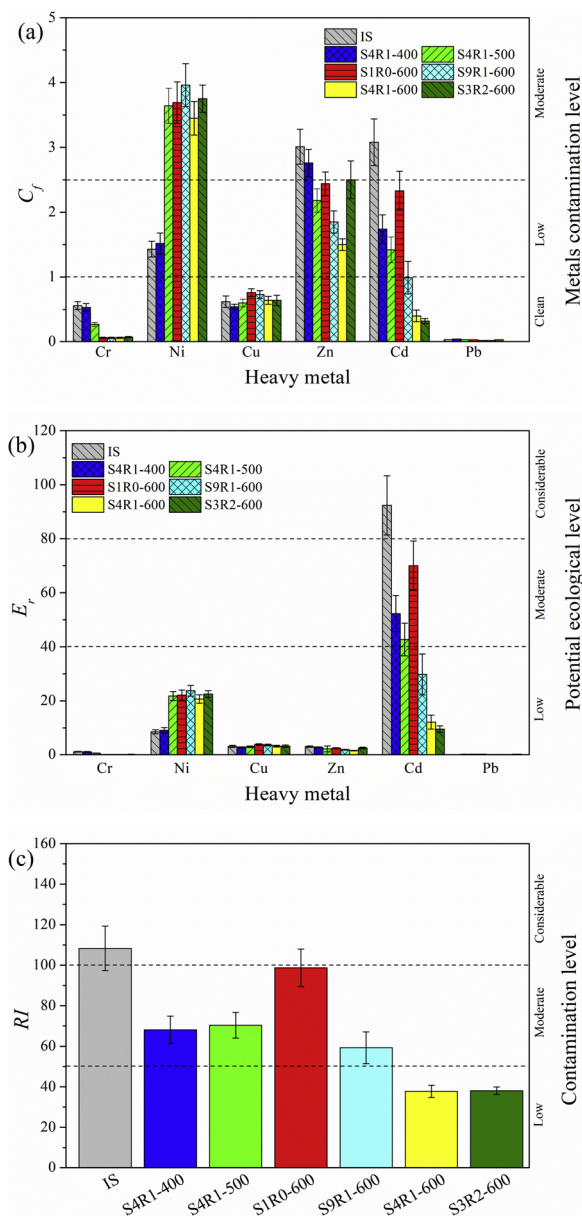 (a)
IS
S4R1-400 S4R1-500
S1R0-600 S9R1-600
S4R1-600 S3R2-600
5
4
3
2
1
0
C_f
Moderate
Low
Clean
Metals contamination level
Cr Ni Cu Zn Cd Pb
Heavy metal
(b)
IS
S4R1-400 S4R1-500
S1R0-600 S9R1-600
S4R1-600 S3R2-600
120
100
80
60
40
20
0
E_r
Considerable
Moderate
Low
Potential ecological level
Cr Ni Cu Zn Cd Pb
Heavy metal
(c)
160
140
120
100
80
60
40
20
0
RI
Considerable
Moderate
Low
Contamination level
IS S4R1-400 S4R1-500 S1R0-600 S9R1-600 S4R1-600 S3R2-600